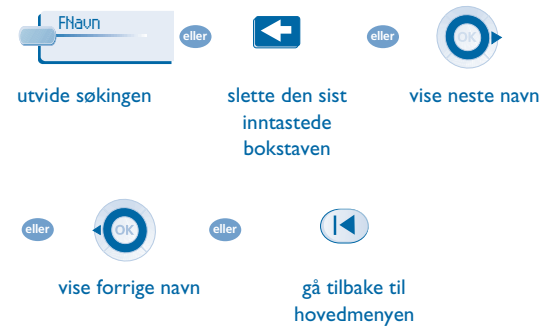 FNavn
eller
eller
OK
utvide søkingen
slette den sist
inntastede
bokstaven
vise neste navn
eller
OK
eller
vise forrige navn
gå tilbake til
hovedmenyen